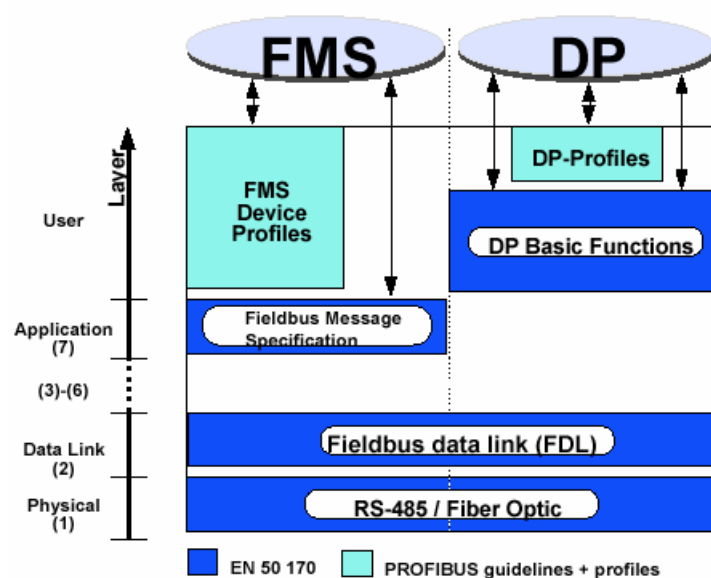 FMS
DP
Layer
User
FMS
Device
Profiles
DP-Profiles
DP Basic Functions
Application
(7)
Fieldbus Message
Specification
(3)-(6)
Data Link
(2)
Fieldbus data link (FDL)
Physical
(1)
RS-485 / Fiber Optic
EN 50 170
PROFIBUS guidelines + profiles